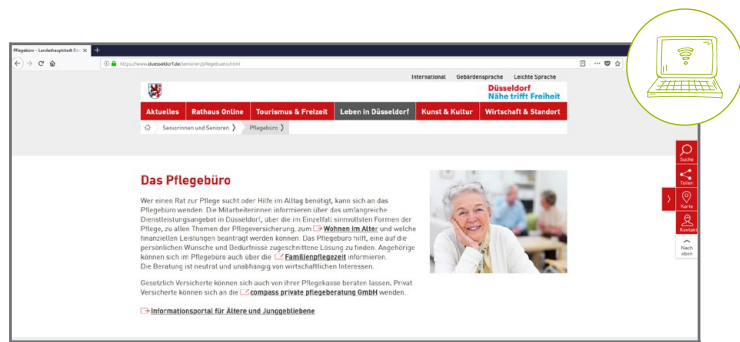 Pflegebüro – Landeshauptstadt Düs
https://www.duesseldorf.de/senioren/pflegebuero.html
International Gebärdensprache Leichte Sprache
Düsseldorf
Nähe trifft Freiheit
Aktuelles Rathaus Online Tourismus & Freizeit Leben in Düsseldorf Kunst & Kultur Wirtschaft & Standort
Seniorinnen und Senioren Pflegebüro
Suche
Teilen
Karte
Kontakt
Nach
oben
Das Pflegebüro
Wer einen Rat zur Pflege sucht oder Hilfe im Alltag benötigt, kann sich an das
Pflegebüro wenden. Die Mitarbeiterinnen informieren über das umfangreiche
Dienstleistungsangebot in Düsseldorf, über die im Einzelfall sinnvollsten Formen der
Pflege, zu allen Themen der Pflegeversicherung, zum Wohnen im Alter und welche
finanziellen Leistungen beantragt werden können. Das Pflegebüro hilft, eine auf die
persönlichen Wünsche und Bedürfnisse zugeschnittene Lösung zu finden. Angehörige
können sich im Pflegebüro auch über die Familienpflegezeit informieren.
Die Beratung ist neutral und unabhängig von wirtschaftlichen Interessen.
Gesetzlich Versicherte können sich auch von ihrer Pflegekasse beraten lassen. Privat
Versicherte können sich an die compass private pflegeberatung GmbH wenden.
Informationsportal für Ältere und Junggebliebene